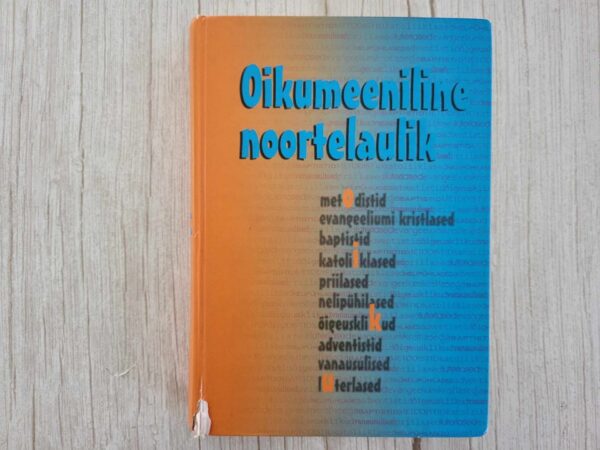 Oikumeeniline
noortelaulik
metodistid
evangeeliumi kristlased
baptistid
katoliiklased
priilased
nelipühilased
õigeusklikud
adventistid
vanausulised
luterlased